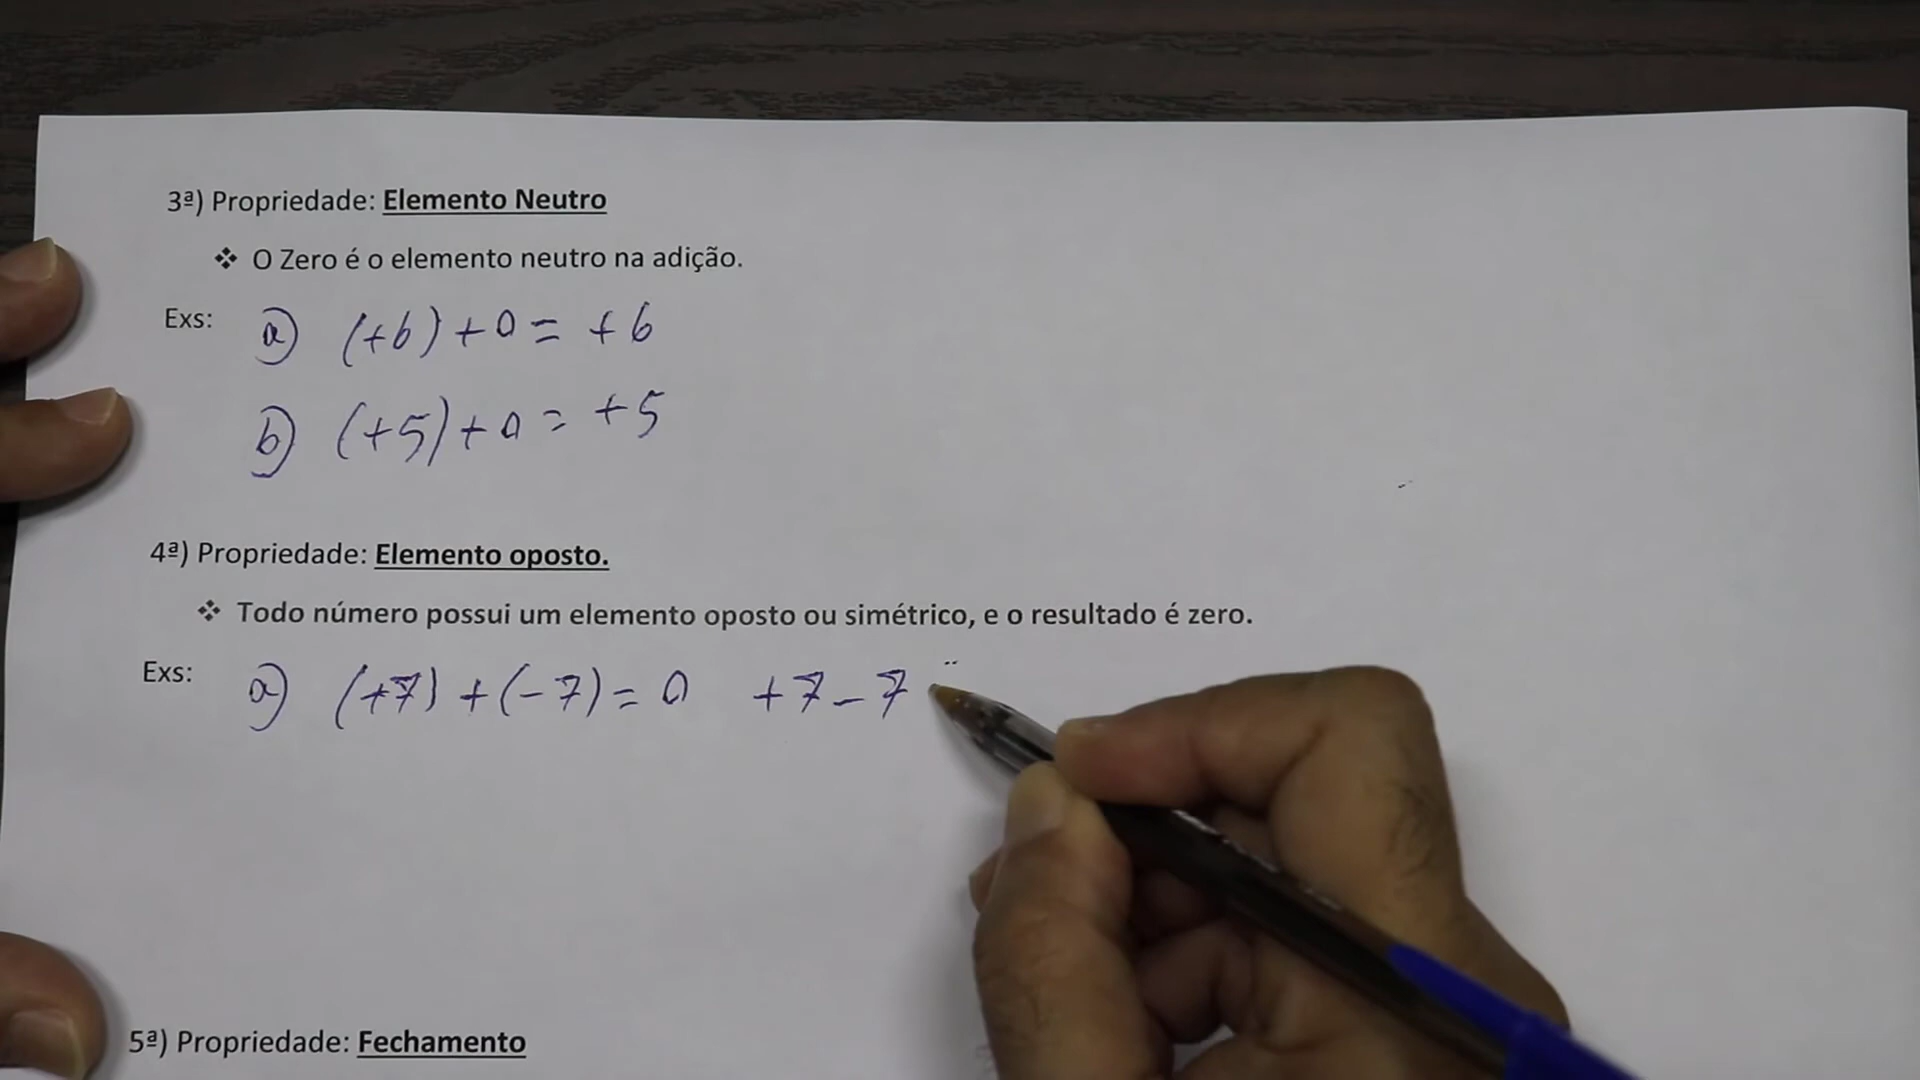 3ª) Propriedade: Elemento Neutro
❖ O Zero é o elemento neutro na adição.
Exs: a) (+6) + 0 = +6
b) (+5) + 0 = +5
4ª) Propriedade: Elemento oposto.
❖ Todo número possui um elemento oposto ou simétrico, e o resultado é zero.
Exs: a) (+7) + (-7) = 0 +7-7
5ª) Propriedade: Fechamento